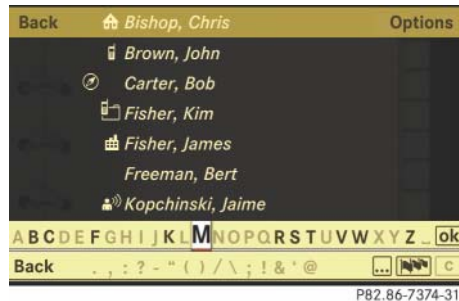 Back Bishop, Chris Options
Brown, John
Carter, Bob
Fisher, Kim
Fisher, James
Freeman, Bert
Kopchinski, Jaime
A B C D E F G H I J K L M N O P Q R S T U V W X Y Z _ ok
Back . , : ? - " ( ) / \ ; ! & ' @ ... C
P82.86-7374-31